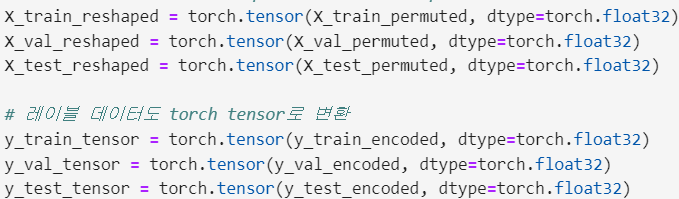 X_train_reshaped = torch.tensor(X_train_permuted, dtype=torch.float32)
X_val_reshaped = torch.tensor(X_val_permuted, dtype=torch.float32)
X_test_reshaped = torch.tensor(X_test_permuted, dtype=torch.float32)
# 레이블 데이터도 torch tensor로 변환
y_train_tensor = torch.tensor(y_train_encoded, dtype=torch.float32)
y_val_tensor = torch.tensor(y_val_encoded, dtype=torch.float32)
y_test_tensor = torch.tensor(y_test_encoded, dtype=torch.float32)